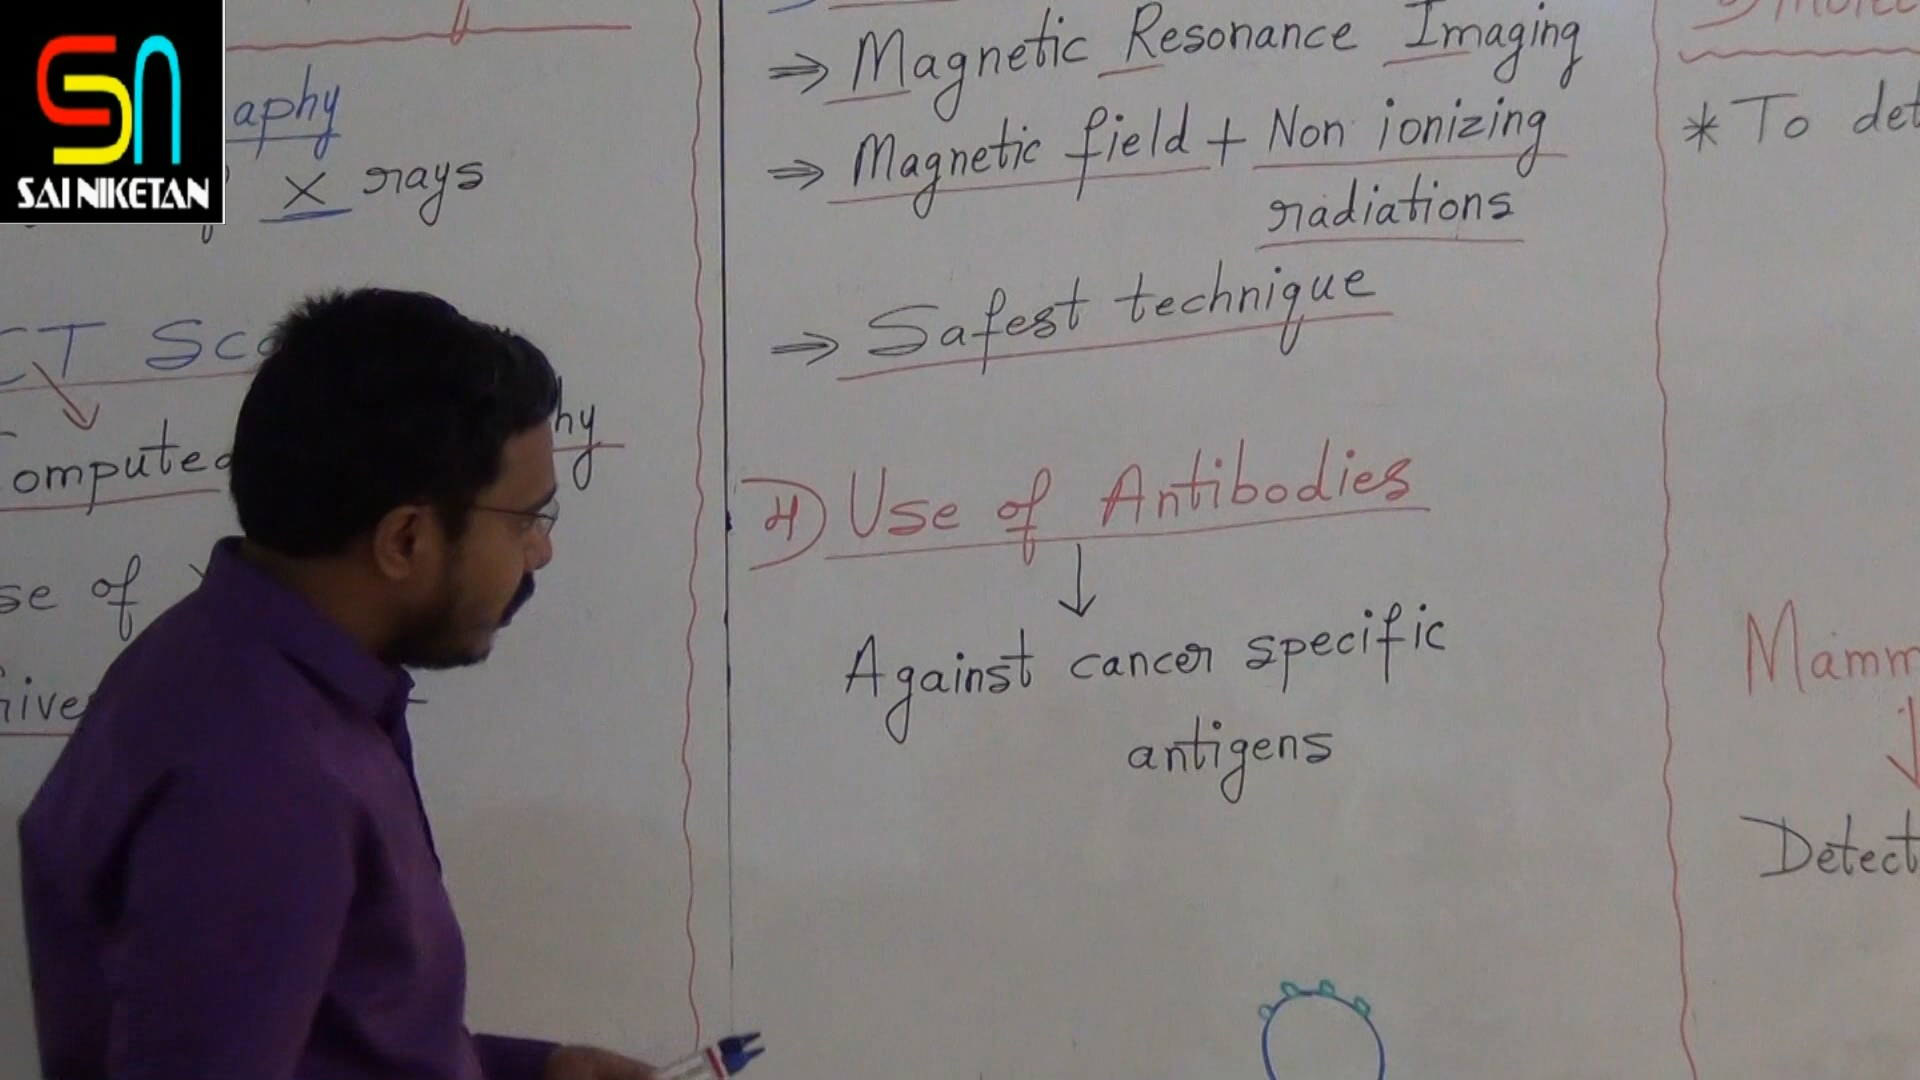 SN
SAI NIKETAN
aphy
X rays
CT Sc
Computed hy
se of
⇒ Magnetic Resonance Imaging
⇒ Magnetic field + Non ionizing
radiations
⇒ Safest technique
4) Use of Antibodies
↓
Against cancer specific
antigens
* To det
Mamm
↓
Detect